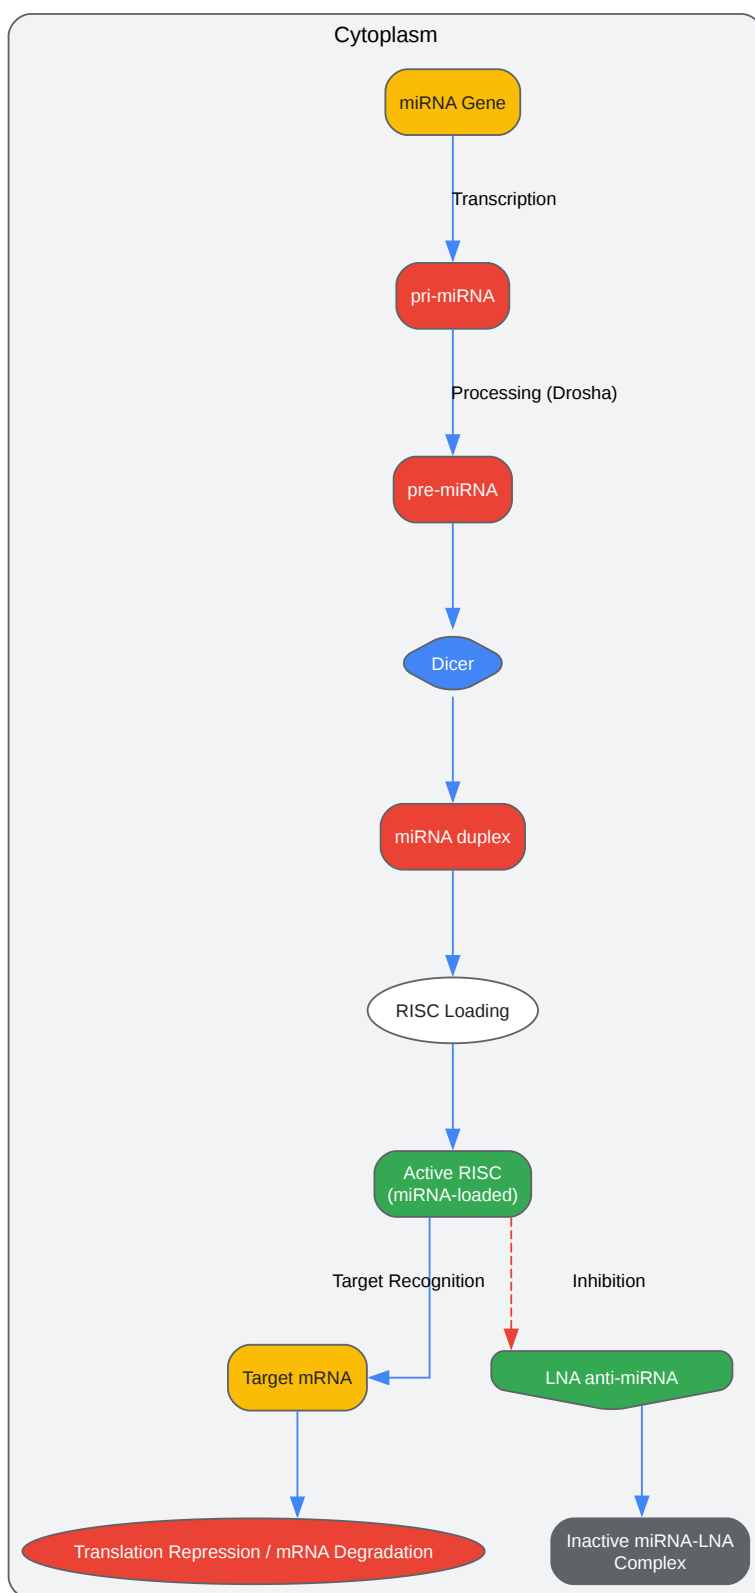 Cytoplasm
miRNA Gene
Transcription
pri-miRNA
Processing (Drosha)
pre-miRNA
Dicer
miRNA duplex
RISC Loading
Active RISC
(miRNA-loaded)
Target Recognition
Inhibition
Target mRNA
LNA anti-miRNA
Translation Repression / mRNA Degradation
Inactive miRNA-LNA
Complex